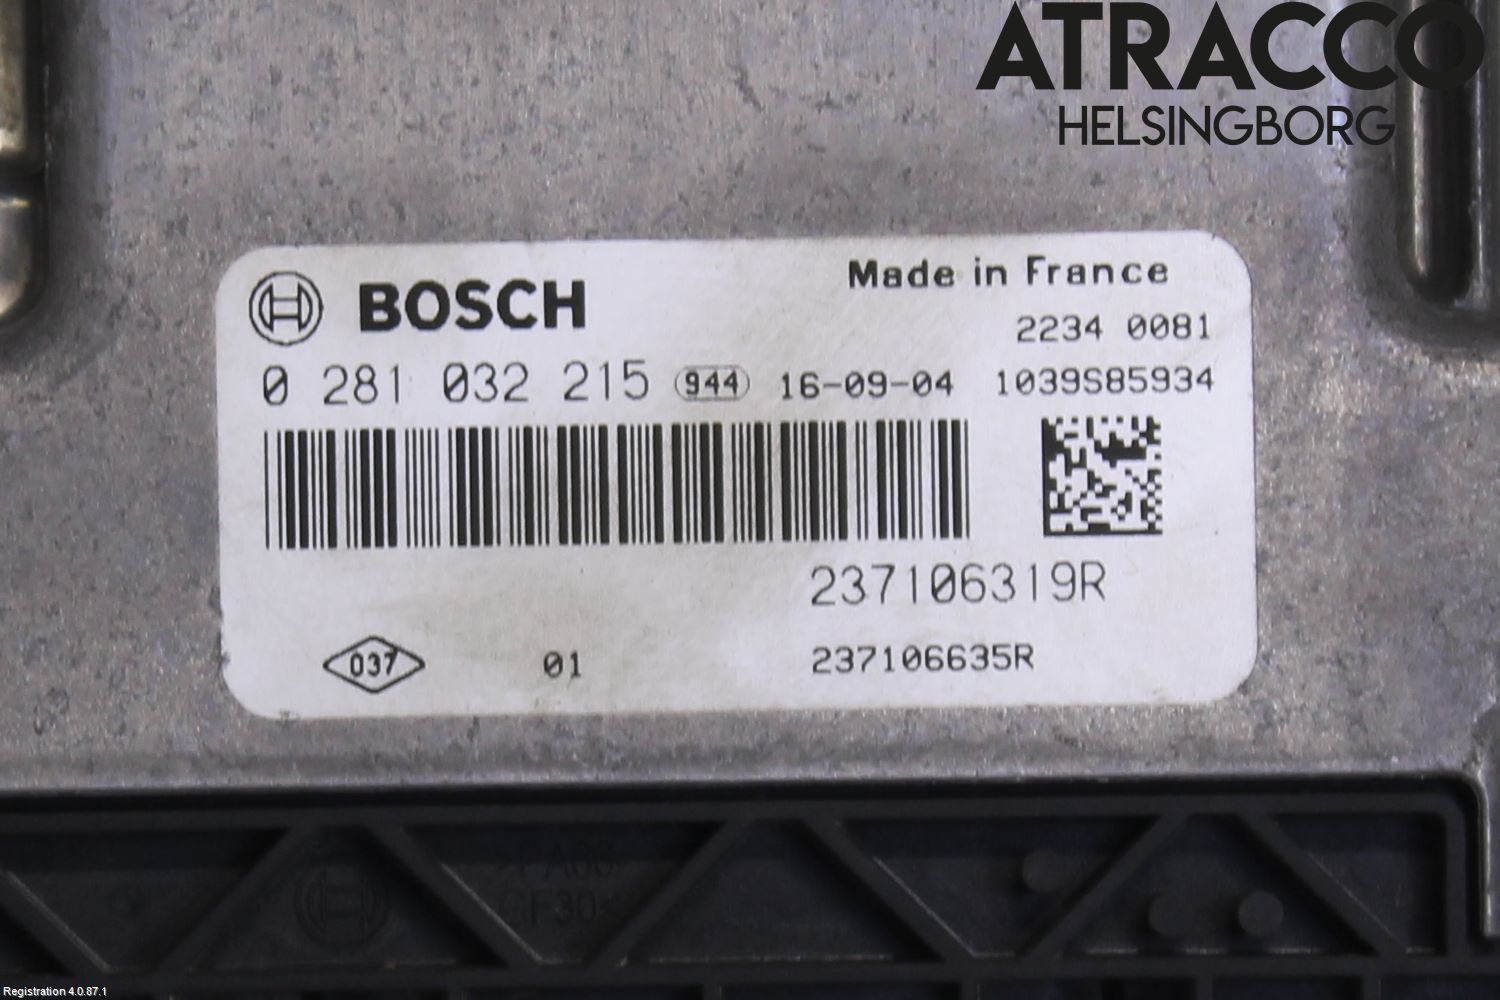 ATRACCO
HELSINGBORG
BOSCH
Made in France
2234 0081
0 281 032 215 944 16-09-04 1039S85934
237106319R
037 01 237106635R
Registration 4.0.87.1